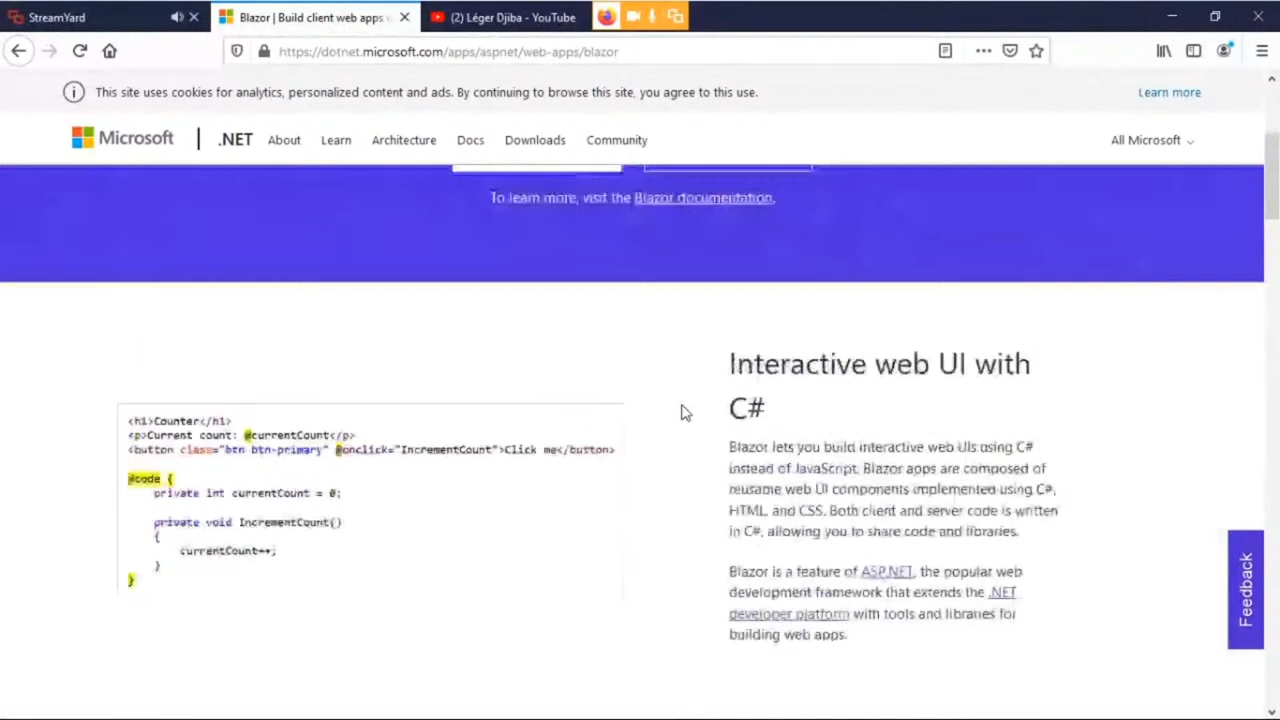 StreamYard
Blazor | Build client web apps
(2) Léger Djiba - YouTube
https://dotnet.microsoft.com/apps/aspnet/web-apps/blazor
This site uses cookies for analytics, personalized content and ads. By continuing to browse this site, you agree to this use.
Learn more
Microsoft
.NET
About
Learn
Architecture
Docs
Downloads
Community
All Microsoft
To learn more, visit the Blazor documentation.
Interactive web UI with
C#
<h1>Counter</h1>
<p>Current count: @currentCount</p>
<button class="btn btn-primary" @onclick="IncrementCount">Click me</button>
@code {
private int currentCount = 0;
private void IncrementCount()
{
currentCount++;
}
}
Blazor lets you build interactive web UIs using C#
instead of JavaScript. Blazor apps are composed of
reusable web UI components implemented using C#,
HTML, and CSS. Both client and server code is written
in C#, allowing you to share code and libraries.
Blazor is a feature of ASP.NET, the popular web
development framework that extends the .NET
developer platform with tools and libraries for
building web apps.
Feedback